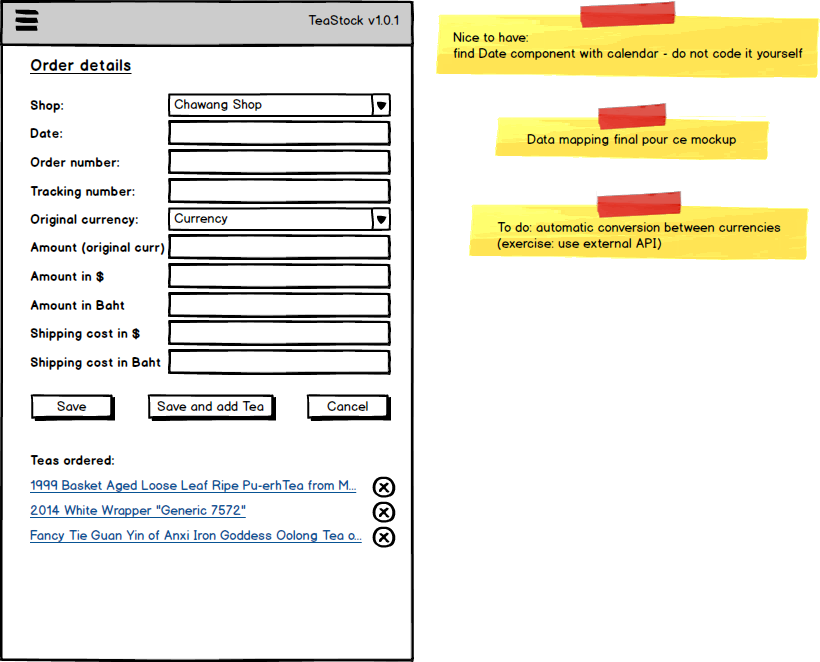 TeaStock v1.0.1
Order details
Shop: Chawang Shop
Date:
Order number:
Tracking number:
Original currency: Currency
Amount (original curr)
Amount in $
Amount in Baht
Shipping cost in $
Shipping cost in Baht
Save Save and add Tea Cancel
Teas ordered:
1999 Basket Aged Loose Leaf Ripe Pu-erhTea from M...
2014 White Wrapper "Generic 7572"
Fancy Tie Guan Yin of Anxi Iron Goddess Oolong Tea o...
Nice to have:
find Date component with calendar - do not code it yourself
Data mapping final pour ce mockup
To do: automatic conversion between currencies
(exercise: use external API)